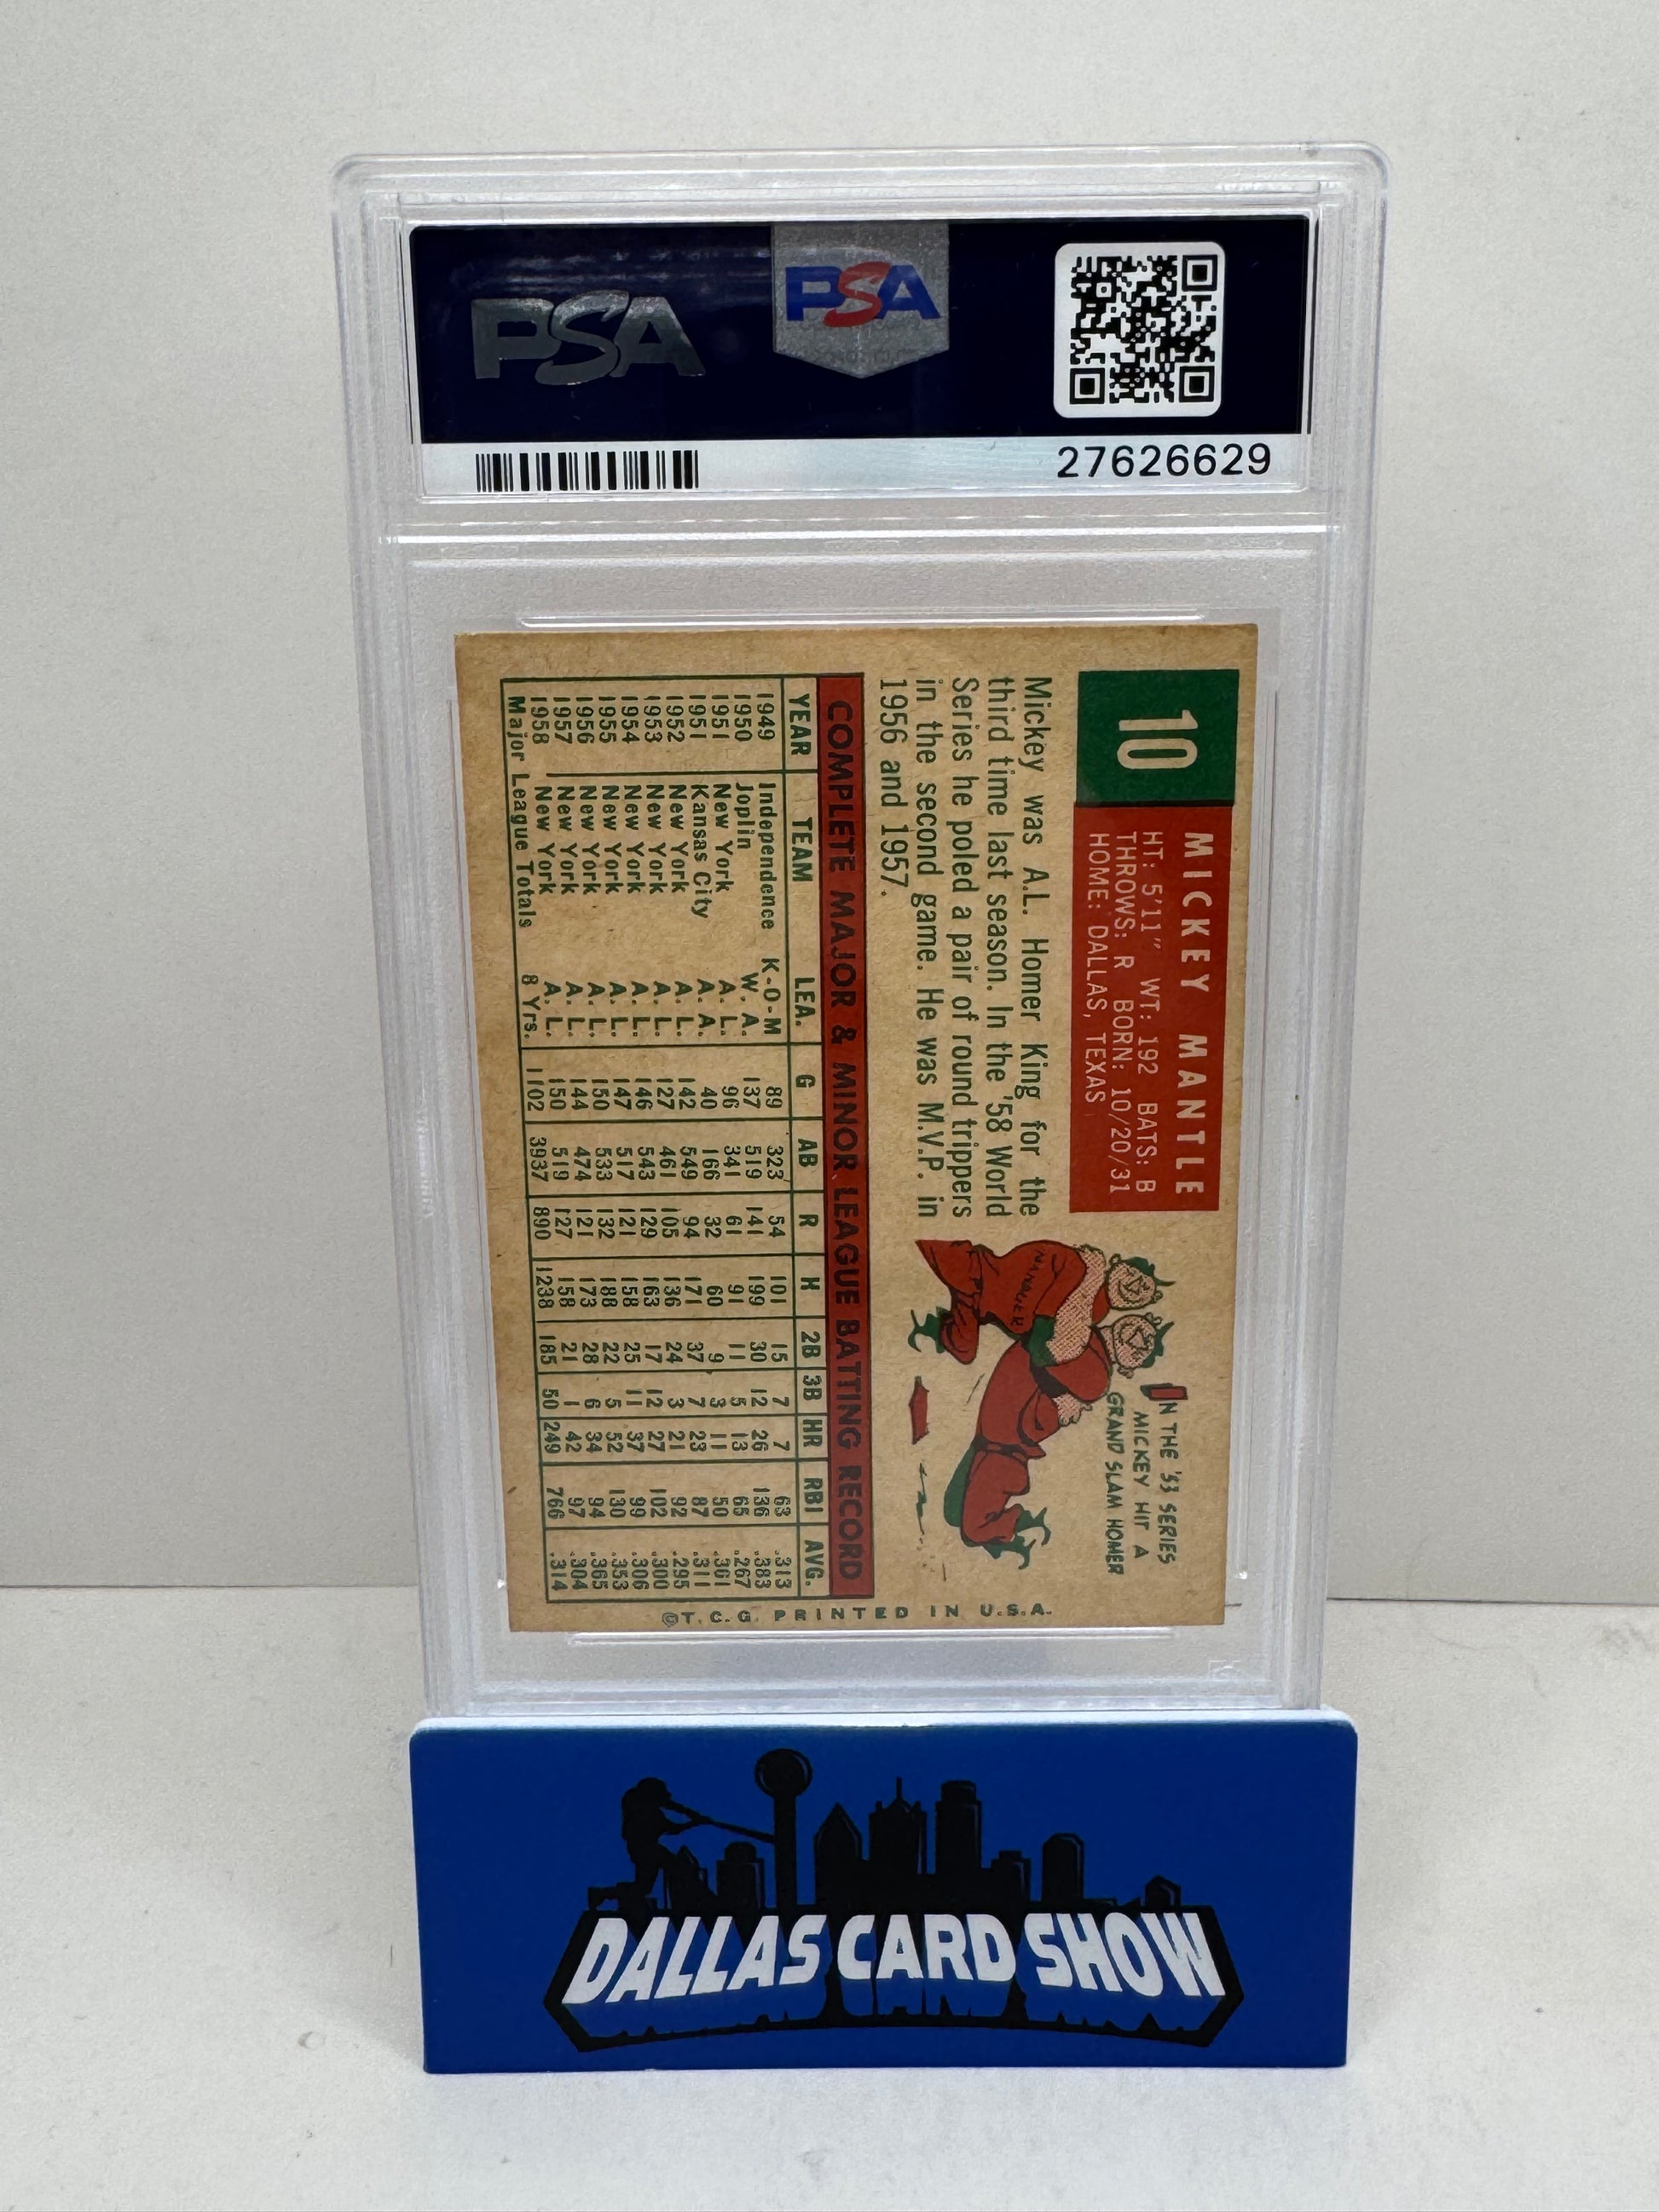 PSA
PSA
27626629
10
MICKEY MANTLE
HT: 5'11" WT: 192 BATS: B
THROWS: R BORN: 10/20/31
HOME: DALLAS, TEXAS
Mickey was A.L. Homer King for the
third time last season. In the '58 World
Series he poled a pair of round trippers
in the second game. He was M.V.P. in
1956 and 1957.
IN THE '53 SERIES
MICKEY HIT A
GRAND SLAM HOMER
COMPLETE MAJOR & MINOR LEAGUE BATTING RECORD
YEAR TEAM LEA. G AB R H 2B 3B HR RBI AVG.
1949 Independence K-O-M 89 323 54 101 15 7 7 63 .313
1950 Joplin W. A. 137 519 141 199 30 12 26 136 .383
1951 New York A. L. 96 341 61 91 11 5 13 65 .267
1951 Kansas City A. A. 40 166 32 60 9 3 11 50 .361
1952 New York A. L. 142 549 94 171 37 7 23 87 .311
1953 New York A. L. 127 461 105 136 24 3 21 92 .295
1954 New York A. L. 146 543 129 163 17 12 27 102 .300
1955 New York A. L. 147 517 121 158 25 11 37 99 .306
1956 New York A. L. 150 533 132 188 22 5 52 130 .353
1957 New York A. L. 144 474 121 173 28 6 34 94 .365
1958 New York A. L. 150 519 127 158 21 1 42 97 .304
Major League Totals 8 Yrs. 1102 3937 890 1238 185 50 249 766 .314
©T. C. G. PRINTED IN U.S.A.
DALLAS CARD SHOW